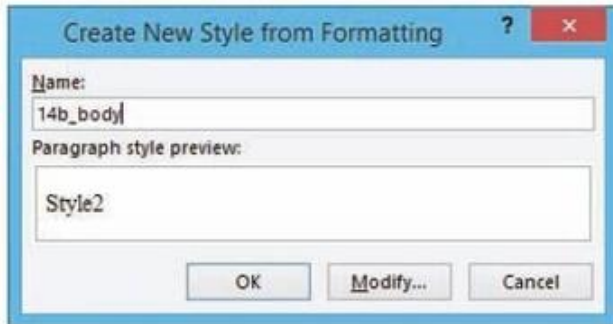 Create New Style from Formatting ? ×
Name:
14b_body
Paragraph style preview:
Style2
OK Modify... Cancel